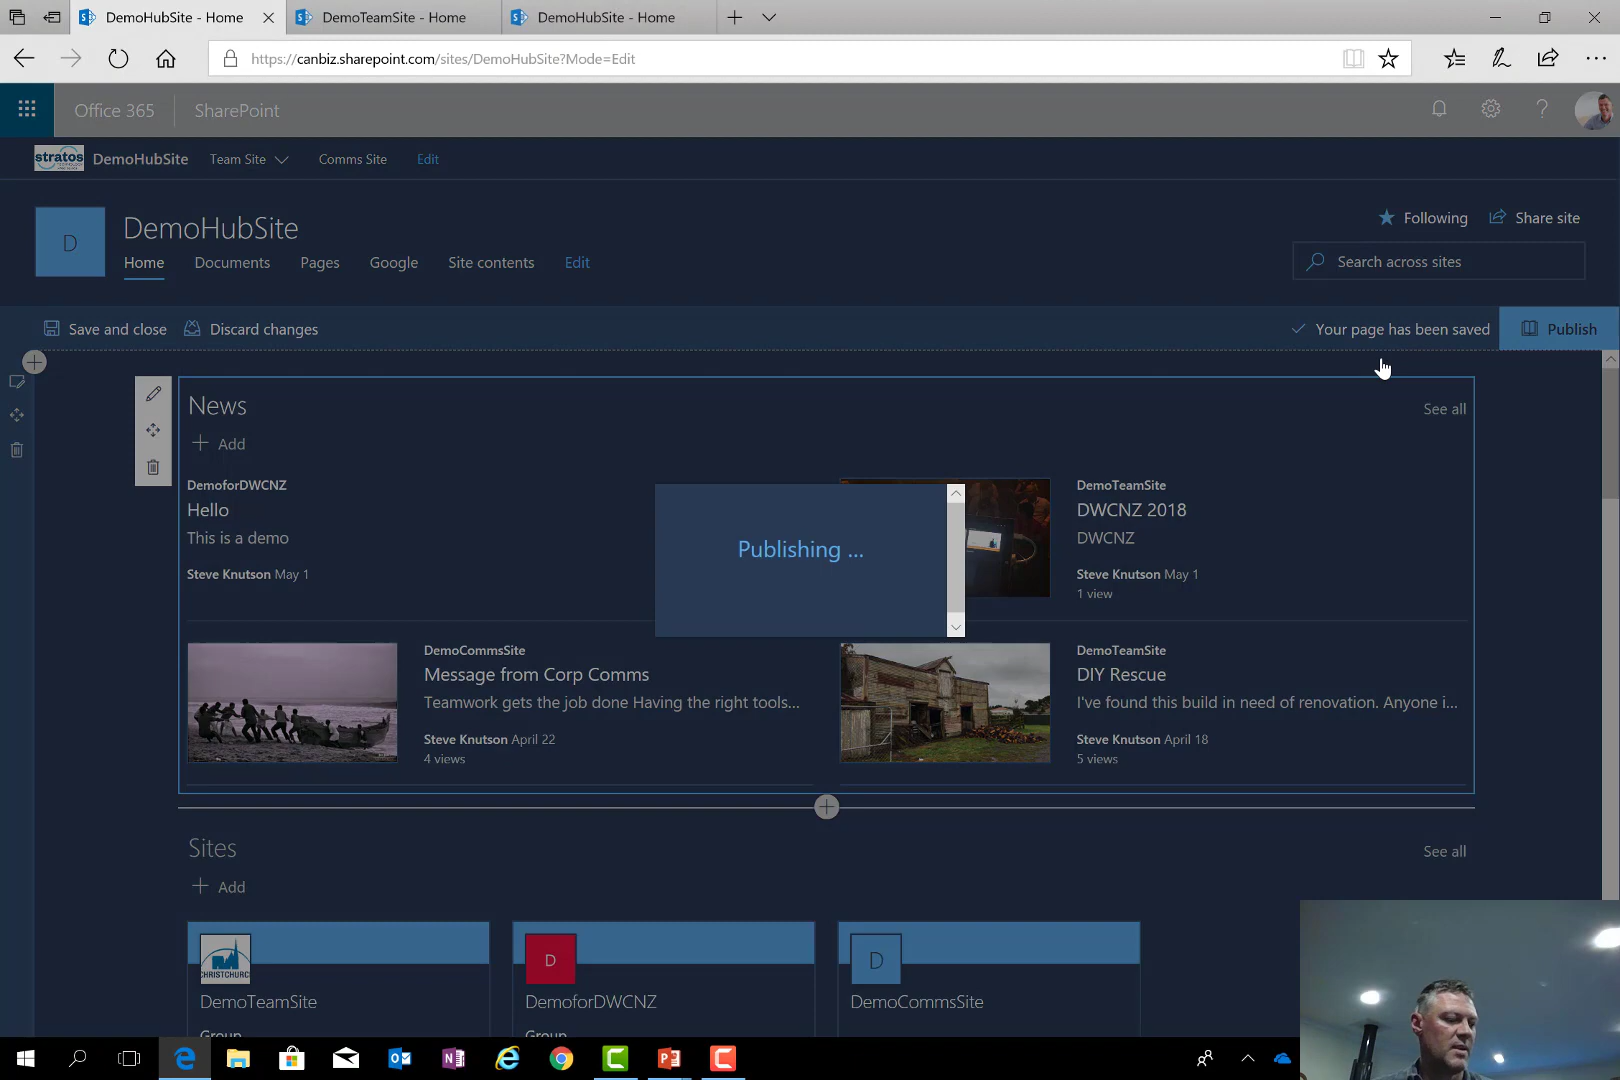 DemoHubSite - Home
DemoTeamSite - Home
DemoHubSite - Home
https://canbiz.sharepoint.com/sites/DemoHubSite?Mode=Edit
Office 365
SharePoint
stratos
DemoHubSite
Team Site
Comms Site
Edit
D
DemoHubSite
Following
Share site
Home
Documents
Pages
Google
Site contents
Edit
Search across sites
Save and close
Discard changes
Your page has been saved
Publish
News
See all
Add
DemoforDWCNZ
Hello
This is a demo
Steve Knutson May 1
Publishing ...
DemoTeamSite
DWCNZ 2018
DWCNZ
Steve Knutson May 1
1 view
DemoCommsSite
Message from Corp Comms
Teamwork gets the job done Having the right tools...
Steve Knutson April 22
4 views
DemoTeamSite
DIY Rescue
I've found this build in need of renovation. Anyone i...
Steve Knutson April 18
5 views
Sites
See all
Add
CHRISTCHURC
DemoTeamSite
Group
D
DemoforDWCNZ
Group
D
DemoCommsSite